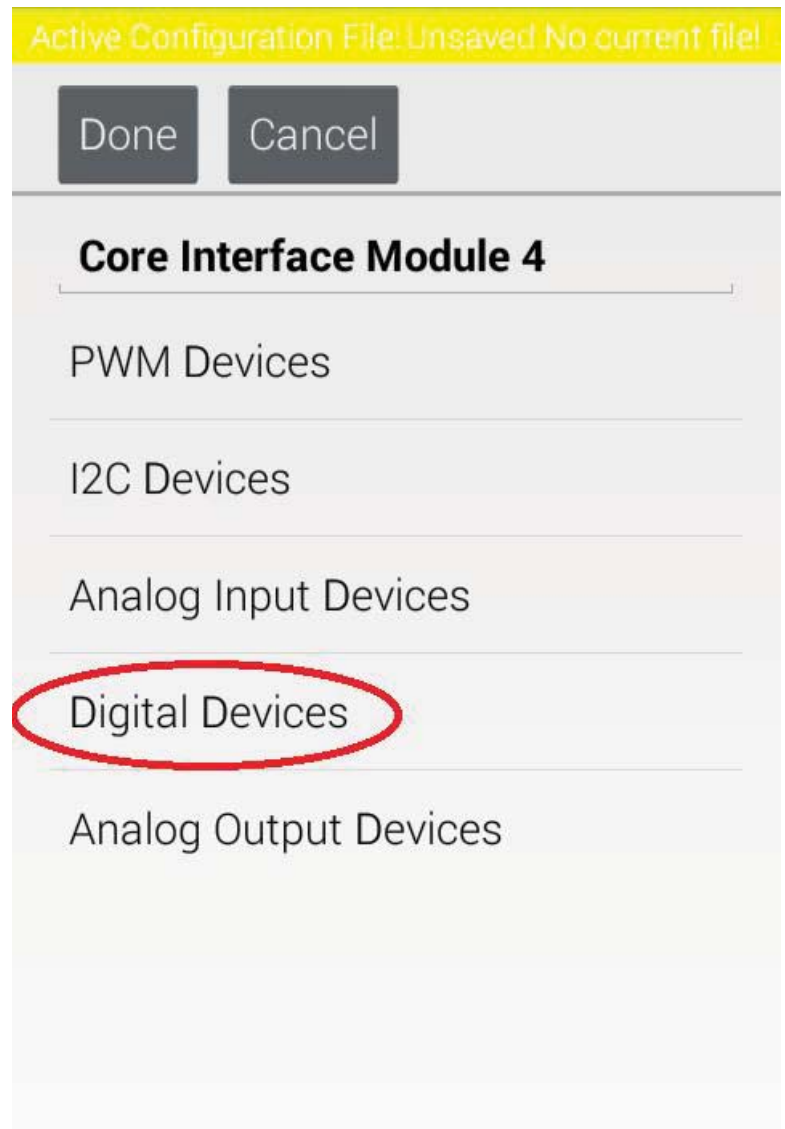 Active Configuration File: Unsaved No current file!
Done Cancel
Core Interface Module 4
PWM Devices
I2C Devices
Analog Input Devices
Digital Devices
Analog Output Devices